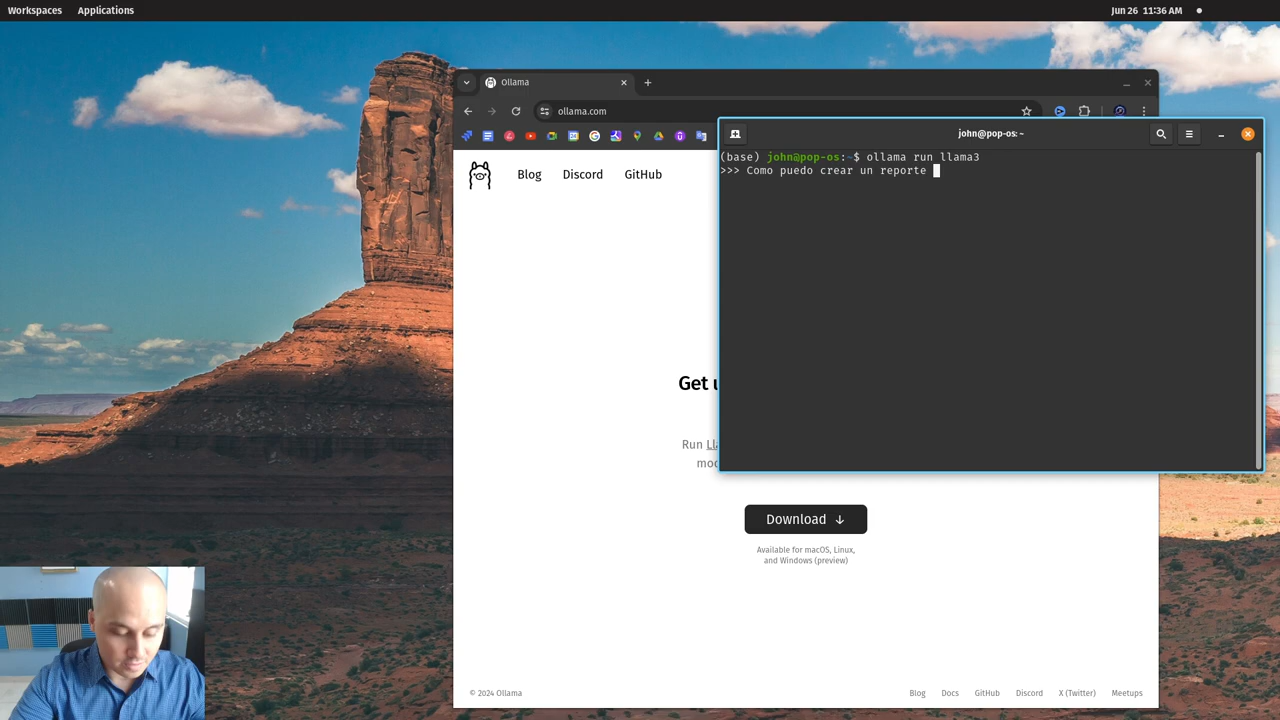 Workspaces Applications
Jun 26 11:36 AM
Ollama
ollama.com
Blog Discord GitHub
john@pop-os: ~
(base) john@pop-os:~$ ollama run llama3
>>> Como puedo crear un reporte
Get
Run
Download ↓
Available for macOS, Linux,
and Windows (preview)
© 2024 Ollama
Blog Docs GitHub Discord X (Twitter) Meetups